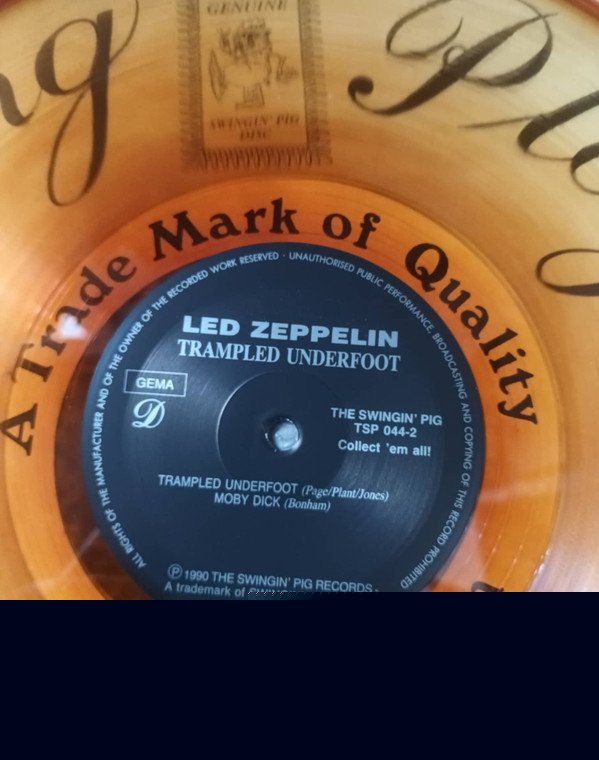 GENUINE
SWINGIN' PIG
DISC
A Trade Mark of Quality
ALL RIGHTS OF THE MANUFACTURER AND OF THE OWNER OF THE RECORDED WORK RESERVED · UNAUTHORISED PUBLIC PERFORMANCE, BROADCASTING AND COPYING OF THIS RECORD PROHIBITED
LED ZEPPELIN
TRAMPLED UNDERFOOT
GEMA
D
THE SWINGIN' PIG
TSP 044-2
Collect 'em all!
TRAMPLED UNDERFOOT (Page/Plant/Jones)
MOBY DICK (Bonham)
Ⓟ 1990 THE SWINGIN' PIG RECORDS
A trademark of